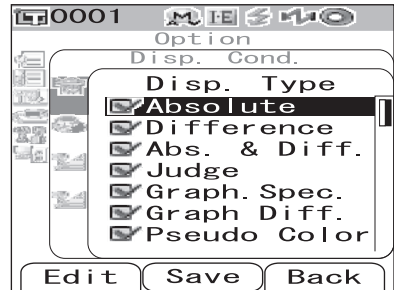 0001 M I·E
Option
Disp. Cond.
Disp. Type
Absolute
Difference
Abs. & Diff.
Judge
Graph. Spec.
Graph Diff.
Pseudo Color
Edit Save Back